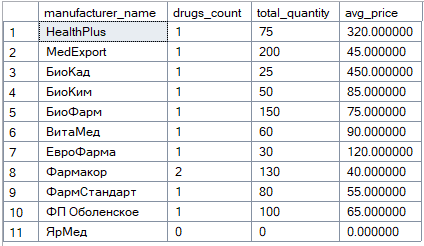 manufacturer_name drugs_count total_quantity avg_price
1 HealthPlus 1 75 320.000000
2 MedExport 1 200 45.000000
3 БиоКад 1 25 450.000000
4 БиоКим 1 50 85.000000
5 БиоФарм 1 150 75.000000
6 ВитаМед 1 60 90.000000
7 ЕвроФарма 1 30 120.000000
8 Фармакор 2 130 40.000000
9 ФармСтандарт 1 80 55.000000
10 ФП Оболенское 1 100 65.000000
11 ЯрМед 0 0 0.000000